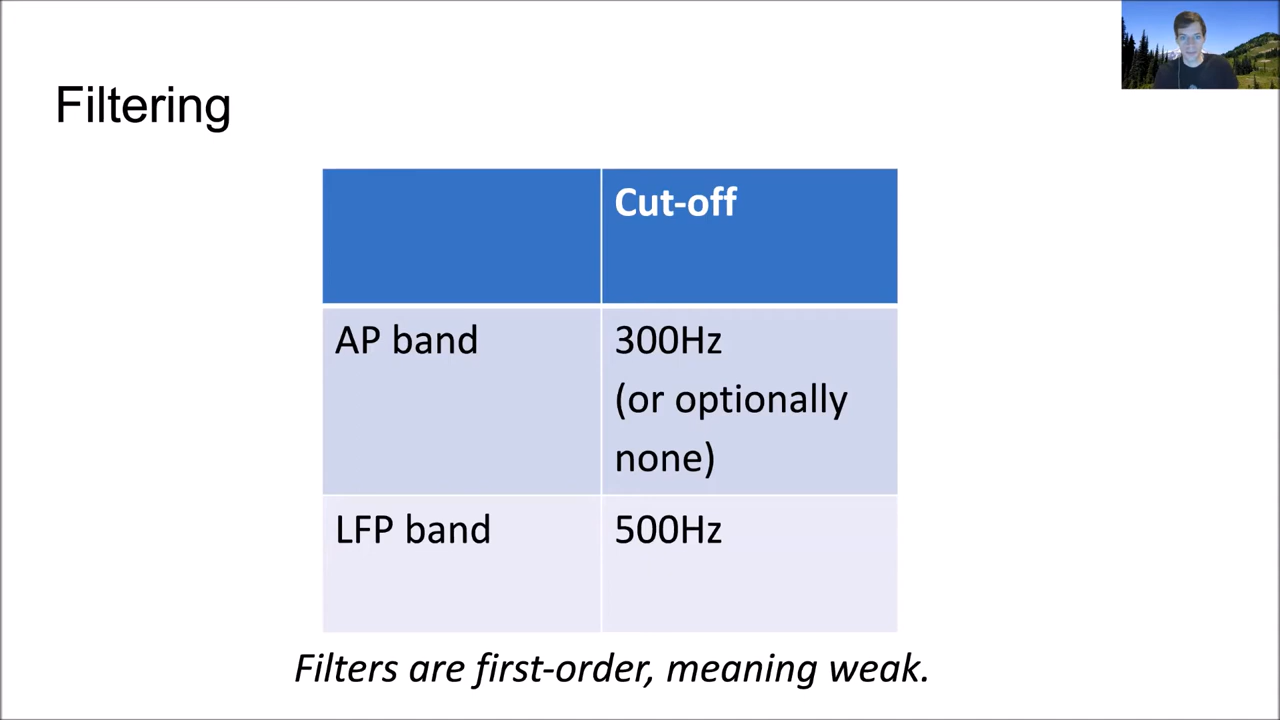 Filtering
Cut-off
AP band
300Hz
(or optionally
none)
LFP band
500Hz
Filters are first-order, meaning weak.